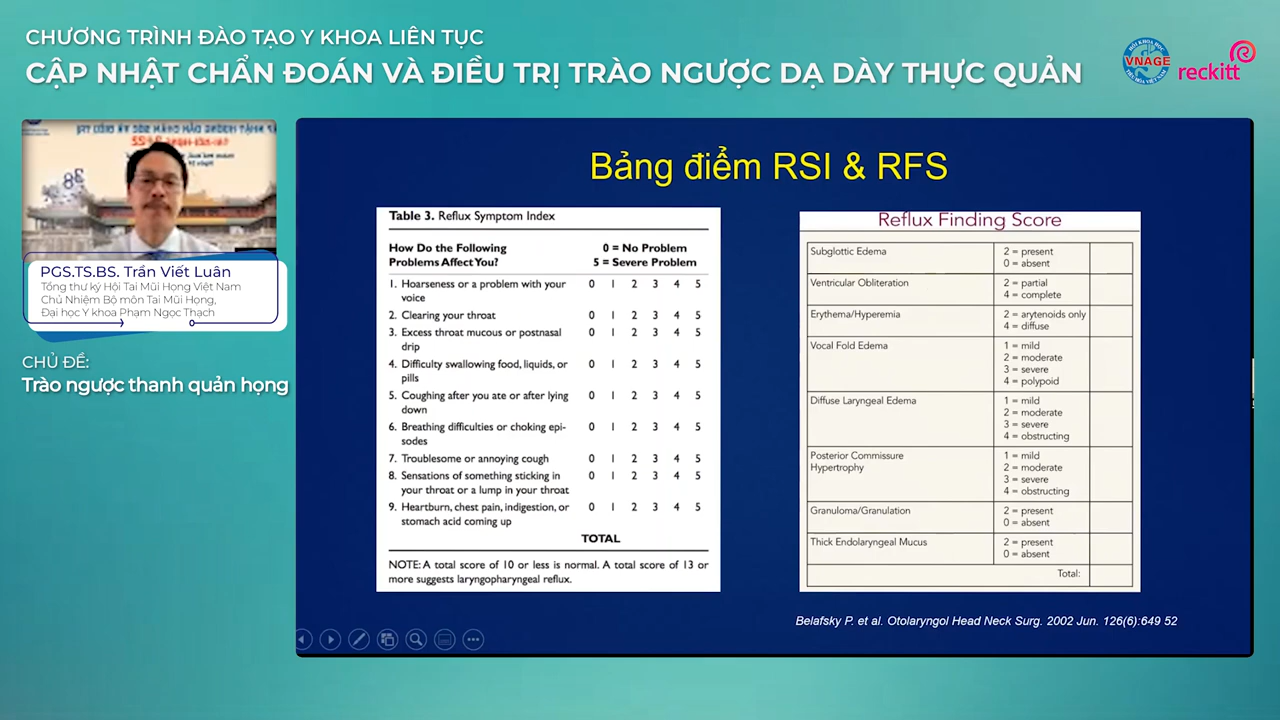 CHƯƠNG TRÌNH ĐÀO TẠO Y KHOA LIÊN TỤC
CẬP NHẬT CHẨN ĐOÁN VÀ ĐIỀU TRỊ TRÀO NGƯỢC DẠ DÀY THỰC QUẢN
VNAGE
reckitt
PGS.TS.BS. Trần Viết Luân
Tổng thư ký Hội Tai Mũi Họng Việt Nam
Chủ Nhiệm Bộ môn Tai Mũi Họng,
Đại học Y khoa Phạm Ngọc Thạch
CHỦ ĐỀ:
Trào ngược thanh quản họng
Bảng điểm RSI & RFS
Table 3. Reflux Symptom Index
How Do the Following 0 = No Problem
Problems Affect You? 5 = Severe Problem
1. Hoarseness or a problem with your 0 1 2 3 4 5
voice
2. Clearing your throat 0 1 2 3 4 5
3. Excess throat mucous or postnasal 0 1 2 3 4 5
drip
4. Difficulty swallowing food, liquids, or 0 1 2 3 4 5
pills
5. Coughing after you ate or after lying 0 1 2 3 4 5
down
6. Breathing difficulties or choking epi- 0 1 2 3 4 5
sodes
7. Troublesome or annoying cough 0 1 2 3 4 5
8. Sensations of something sticking in 0 1 2 3 4 5
your throat or a lump in your throat
9. Heartburn, chest pain, indigestion, or 0 1 2 3 4 5
stomach acid coming up
TOTAL
NOTE: A total score of 10 or less is normal. A total score of 13 or
more suggests laryngopharyngeal reflux.
Reflux Finding Score
Subglottic Edema 2 = present
0 = absent
Ventricular Obliteration 2 = partial
4 = complete
Erythema/Hyperemia 2 = arytenoids only
4 = diffuse
Vocal Fold Edema 1 = mild
2 = moderate
3 = severe
4 = polypoid
Diffuse Laryngeal Edema 1 = mild
2 = moderate
3 = severe
4 = obstructing
Posterior Commissure 1 = mild
Hypertrophy 2 = moderate
3 = severe
4 = obstructing
Granuloma/Granulation 2 = present
0 = absent
Thick Endolaryngeal Mucus 2 = present
0 = absent
Total:
Belafsky P. et al. Otolaryngol Head Neck Surg. 2002 Jun. 126(6):649 52